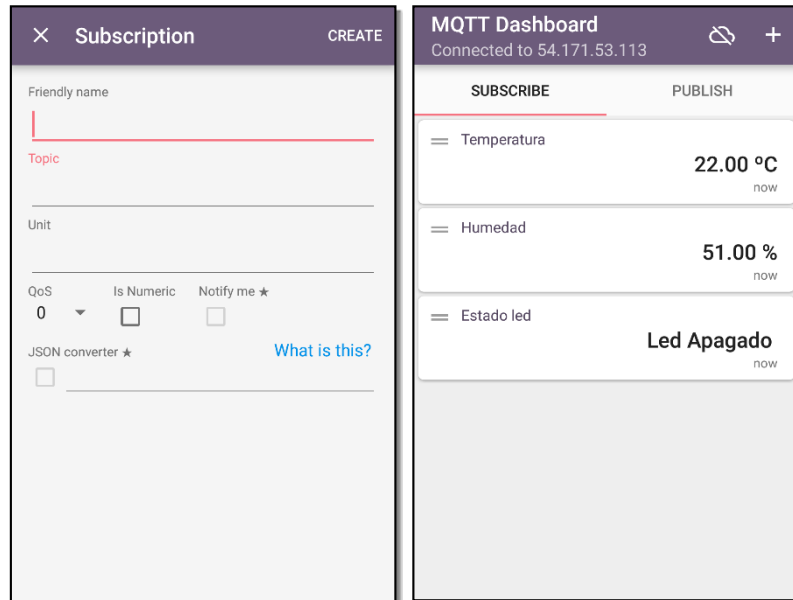 Subscription CREATE
Friendly name
Topic
Unit
QoS Is Numeric Notify me ★
0
JSON converter ★ What is this?
MQTT Dashboard
Connected to 54.171.53.113
SUBSCRIBE PUBLISH
Temperatura
22.00 ºC
now
Humedad
51.00 %
now
Estado led
Led Apagado
now